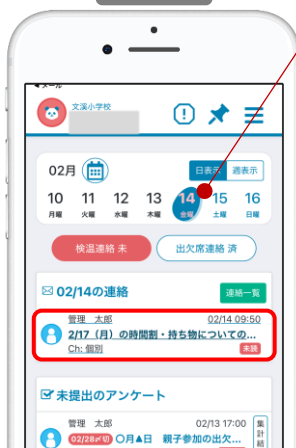 ◀メール
文溪小学校
02月
日表示 週表示
10 11 12 13 14 15 16
月曜 火曜 水曜 木曜 金曜 土曜 日曜
検温連絡 未 出欠席連絡 済
02/14の連絡 連絡一覧
管理 太郎 02/14 09:50
2/17（月）の時間割・持ち物についての...
Ch: 個別 未読
未提出のアンケート
管理 太郎 02/13 17:00 集計結
02/28〆切 〇月▲日 親子参加の出欠...